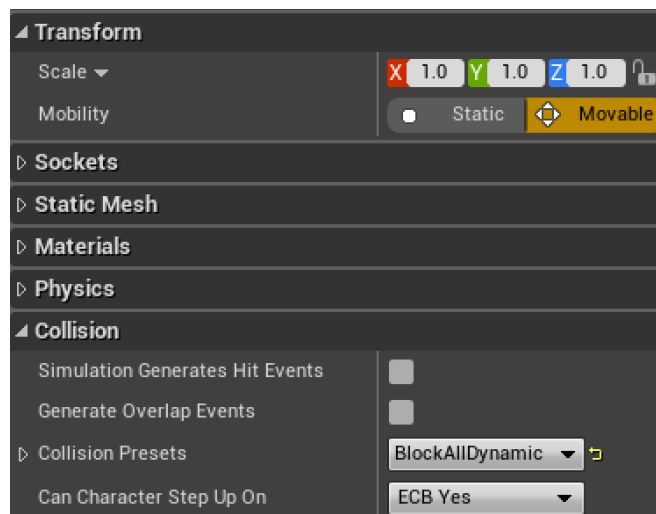 Transform
Scale X 1.0 Y 1.0 Z 1.0
Mobility Static Movable
Sockets
Static Mesh
Materials
Physics
Collision
Simulation Generates Hit Events
Generate Overlap Events
Collision Presets BlockAllDynamic
Can Character Step Up On ECB Yes